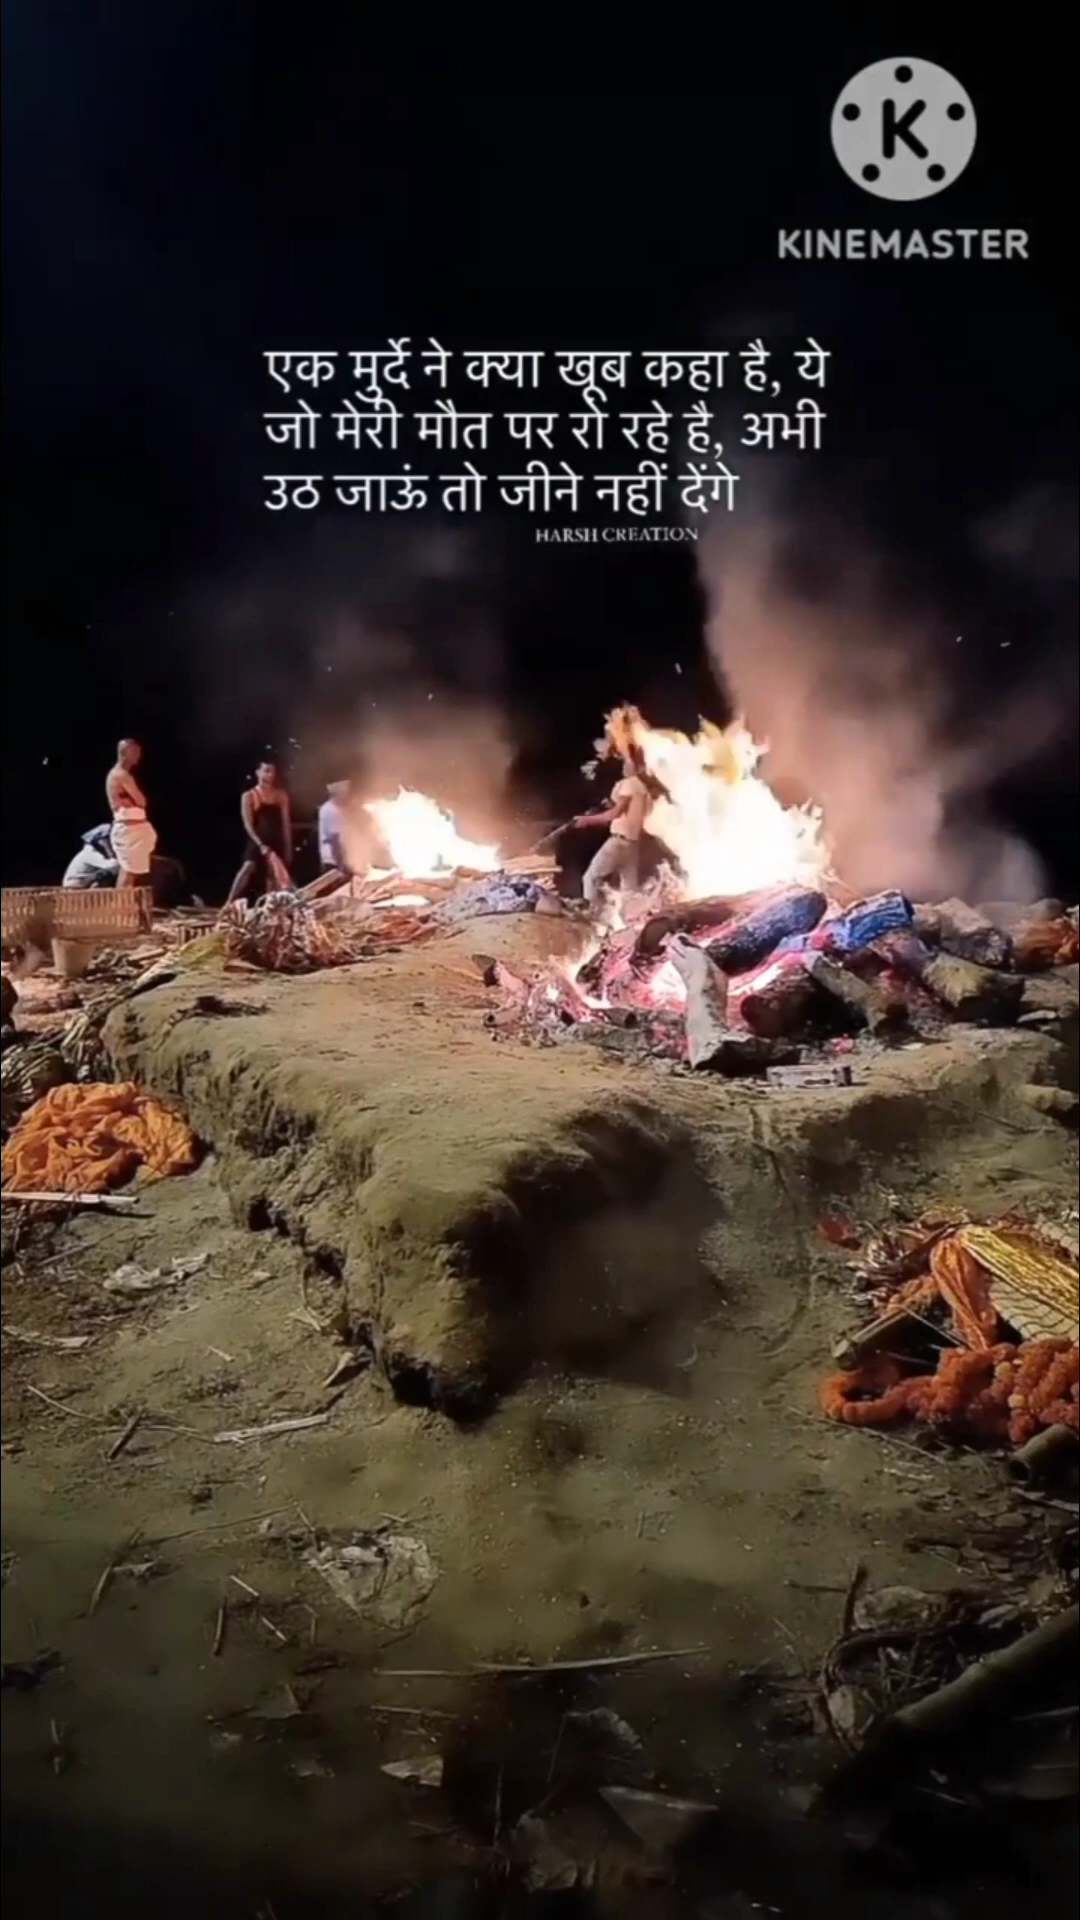 K
KINEMASTER
एक मुर्दे ने क्या खूब कहा है, ये
जो मेरी मौत पर रो रहे है, अभी
उठ जाऊं तो जीने नहीं देंगे
HARSH CREATION